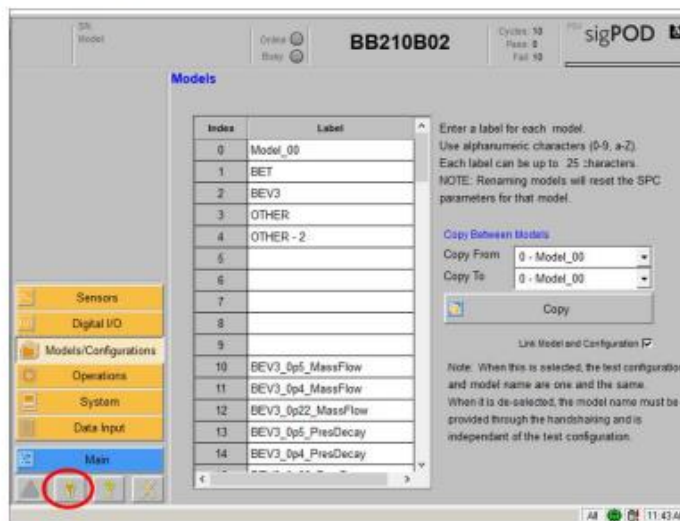 SN
Model
Online
Busy
BB210B02
Cycles: 10
Pass: 0
Fail: 10
sigPOD
Models
Index Label
0 Model_00
1 BET
2 BEV3
3 OTHER
4 OTHER - 2
5
6
7
8
9
10 BEV3_0p5_MassFlow
11 BEV3_0p4_MassFlow
12 BEV3_0p22_MassFlow
13 BEV3_0p5_PresDecay
14 BEV3_0p4_PresDecay
Enter a label for each model.
Use alphanumeric characters (0-9, a-Z).
Each label can be up to 25 characters.
NOTE: Renaming models will reset the SPC
parameters for that model.
Copy Between Models
Copy From 0 - Model_00
Copy To 0 - Model_00
Copy
Link Model and Configuration
Note: When this is selected, the test configuration
and model name are one and the same.
When it is de-selected, the model name must be
provided through the handshaking and is
independant of the test configuration.
Sensors
Digital I/O
Models/Configurations
Operations
System
Data Input
Main
All 11:43 AM